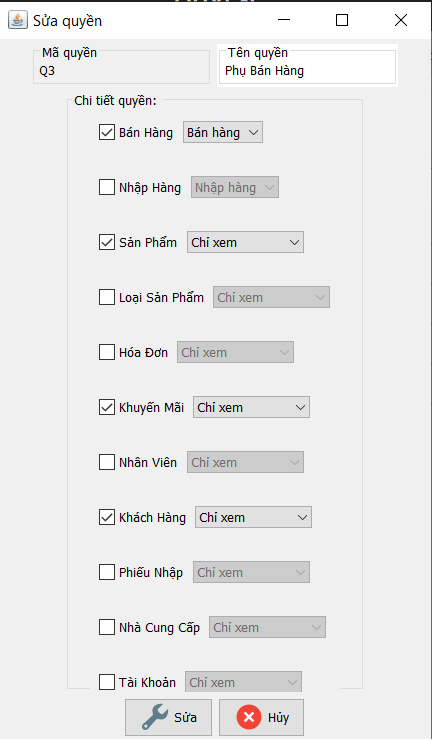 Sửa quyền
Mã quyền
Tên quyền
Q3
Phụ Bán Hàng
Chi tiết quyền:
Bán Hàng Bán hàng
Nhập Hàng Nhập hàng
Sản Phẩm Chỉ xem
Loại Sản Phẩm Chỉ xem
Hóa Đơn Chỉ xem
Khuyến Mãi Chỉ xem
Nhân Viên Chỉ xem
Khách Hàng Chỉ xem
Phiếu Nhập Chỉ xem
Nhà Cung Cấp Chỉ xem
Tài Khoản Chỉ xem
Sửa Hủy